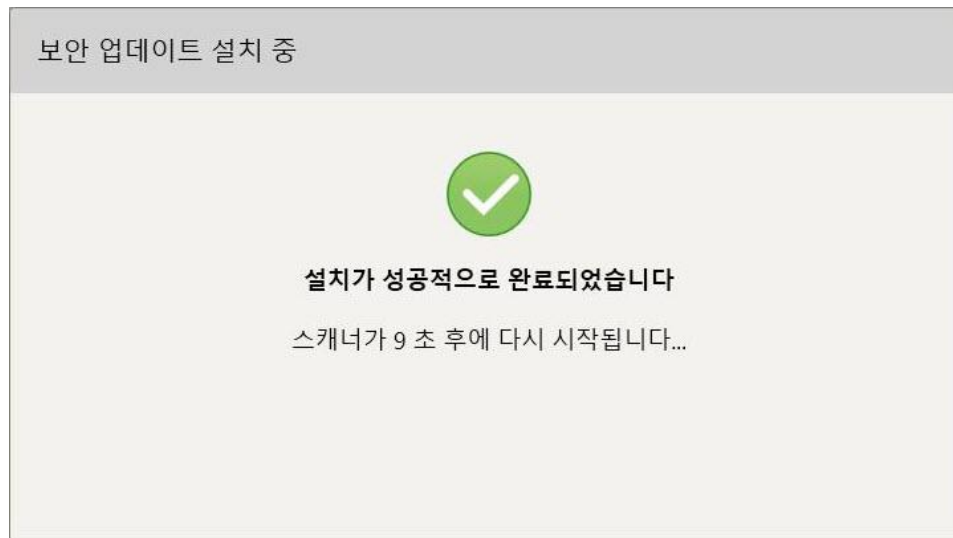 보안 업데이트 설치 중
설치가 성공적으로 완료되었습니다
스캐너가 9 초 후에 다시 시작됩니다...